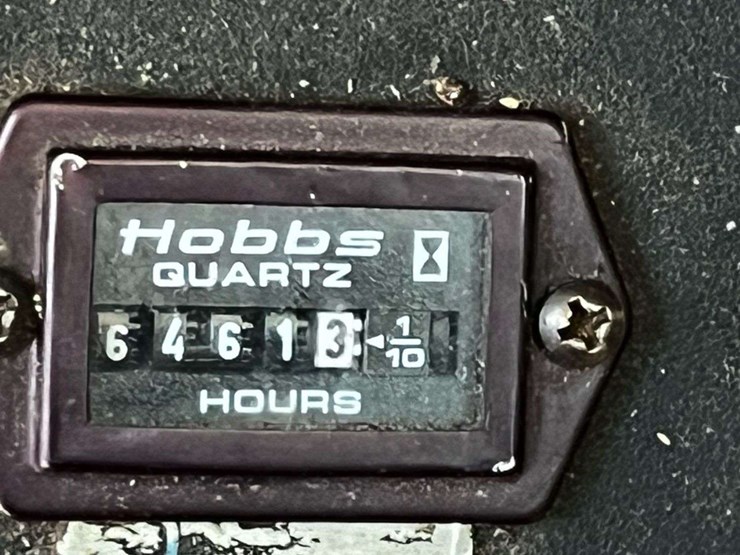 Hobbs
QUARTZ
6 4 6 1 3 ◄ 1/10
HOURS